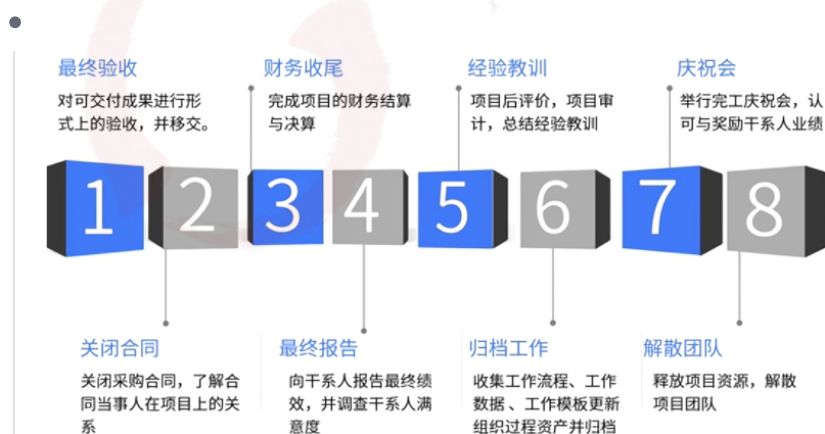 最终验收
对可交付成果进行形
式上的验收，并移交。
财务收尾
完成项目的财务结算
与决算
经验教训
项目后评价，项目审
计，总结经验教训
庆祝会
举行完工庆祝会，认
可与奖励干系人业绩
1 2 3 4 5 6 7 8
关闭合同
关闭采购合同，了解合
同当事人在项目上的关
系
最终报告
向干系人报告最终绩
效，并调查干系人满
意度
归档工作
收集工作流程、工作
数据、工作模板更新
组织过程资产并归档
解散团队
释放项目资源，解散
项目团队